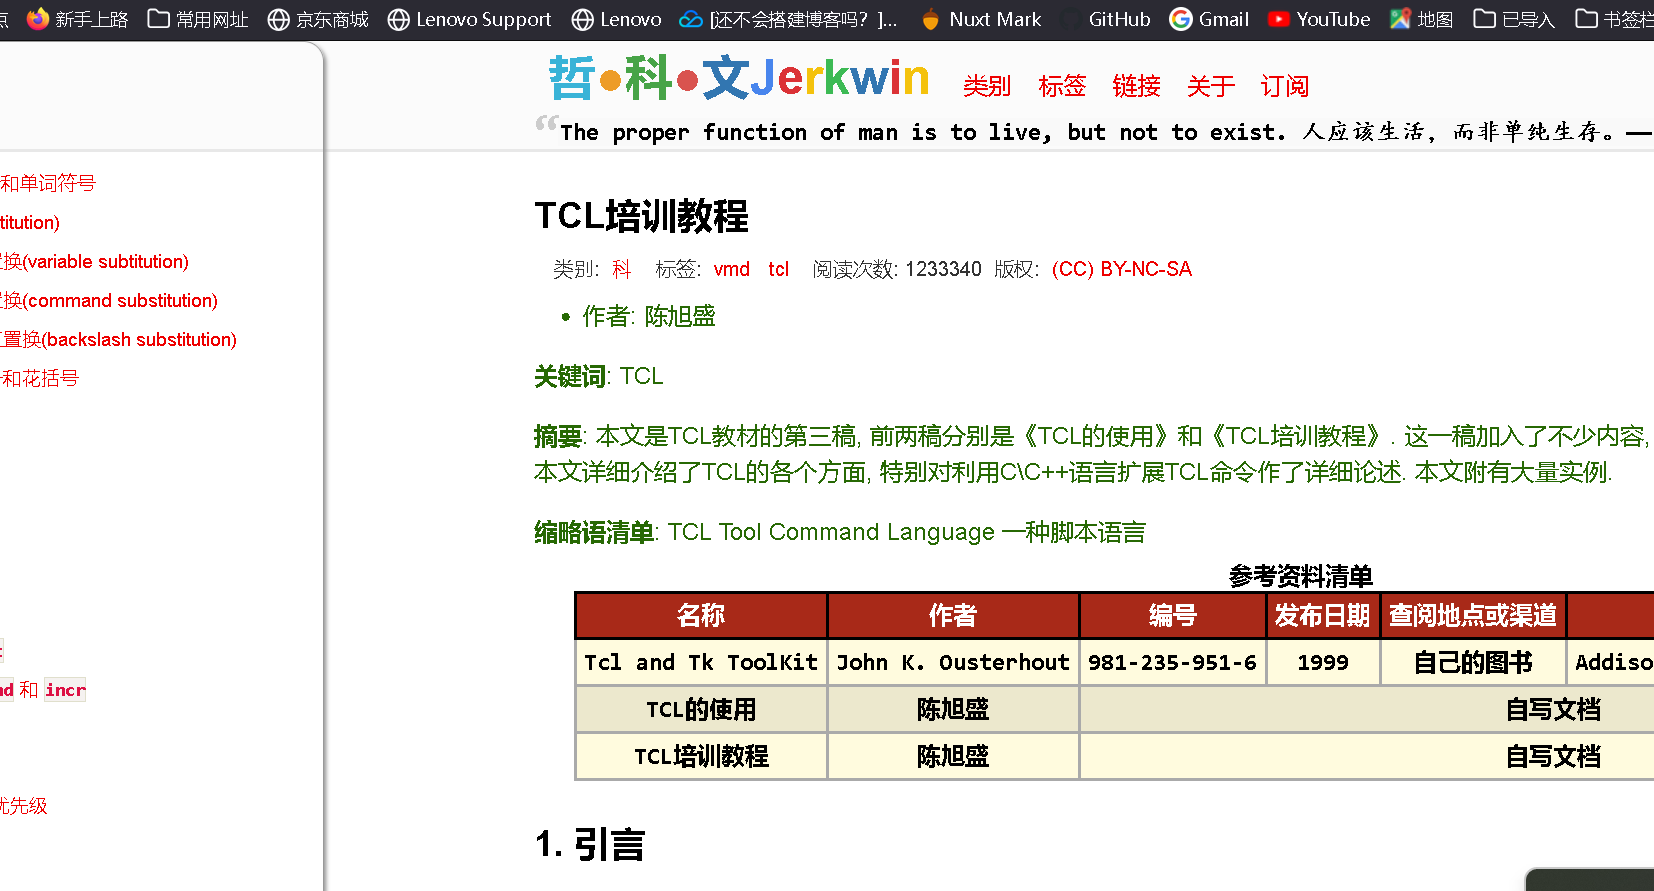 点 新手上路 常用网址 京东商城 Lenovo Support Lenovo [还不会搭建博客吗？]... Nuxt Mark GitHub Gmail YouTube 地图 已导入 书签栏
哲●科●文Jerkwin 类别 标签 链接 关于 订阅
“The proper function of man is to live, but not to exist. 人应该生活，而非单纯生存。—
和单词符号
titution)
换(variable subtitution)
换(command substitution)
置换(backslash substitution)
和花括号
nd 和 incr
优先级
TCL培训教程
类别: 科 标签: vmd tcl 阅读次数: 1233340 版权: (CC) BY-NC-SA
• 作者: 陈旭盛
关键词: TCL
摘要: 本文是TCL教材的第三稿, 前两稿分别是《TCL的使用》和《TCL培训教程》. 这一稿加入了不少内容,
本文详细介绍了TCL的各个方面, 特别对利用C\C++语言扩展TCL命令作了详细论述. 本文附有大量实例.
缩略语清单: TCL Tool Command Language 一种脚本语言
参考资料清单
名称 作者 编号 发布日期 查阅地点或渠道
Tcl and Tk ToolKit John K. Ousterhout 981-235-951-6 1999 自己的图书 Addiso
TCL的使用 陈旭盛 自写文档
TCL培训教程 陈旭盛 自写文档
1. 引言